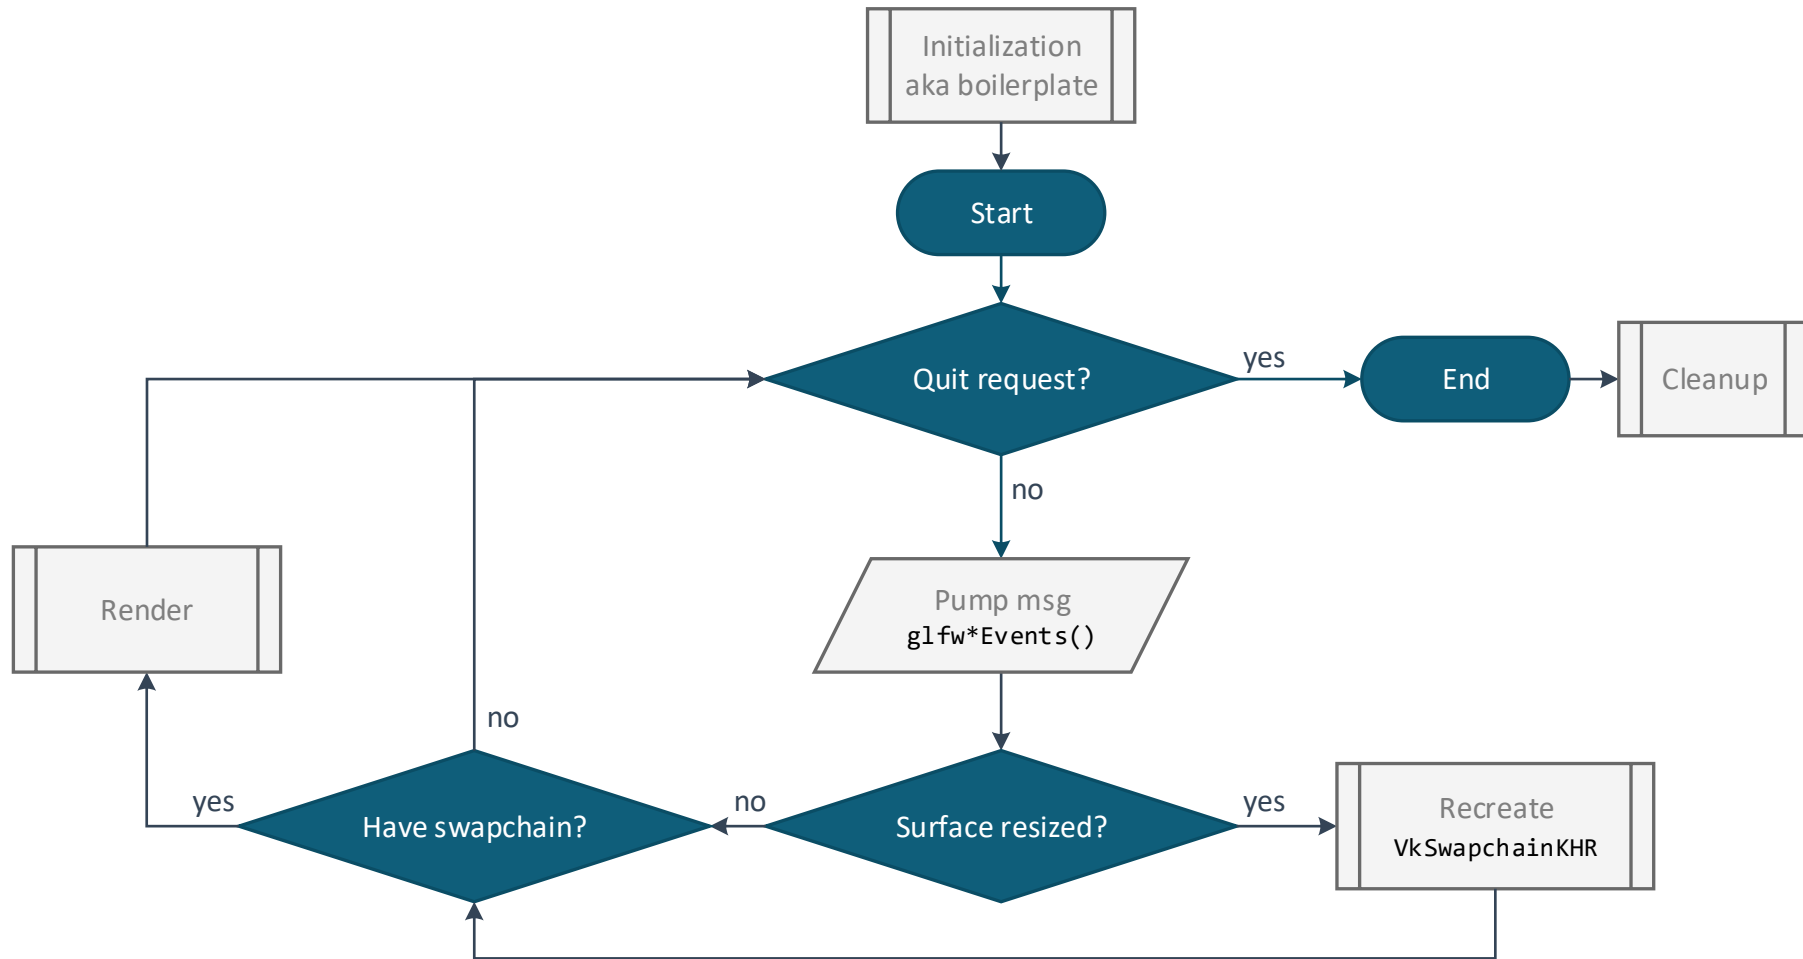 Initialization
aka boilerplate
Start
Quit request?
yes
End
Cleanup
no
Render
Pump msg
glfw*Events()
no
yes
Have swapchain?
no
Surface resized?
yes
Recreate
VkSwapchainKHR